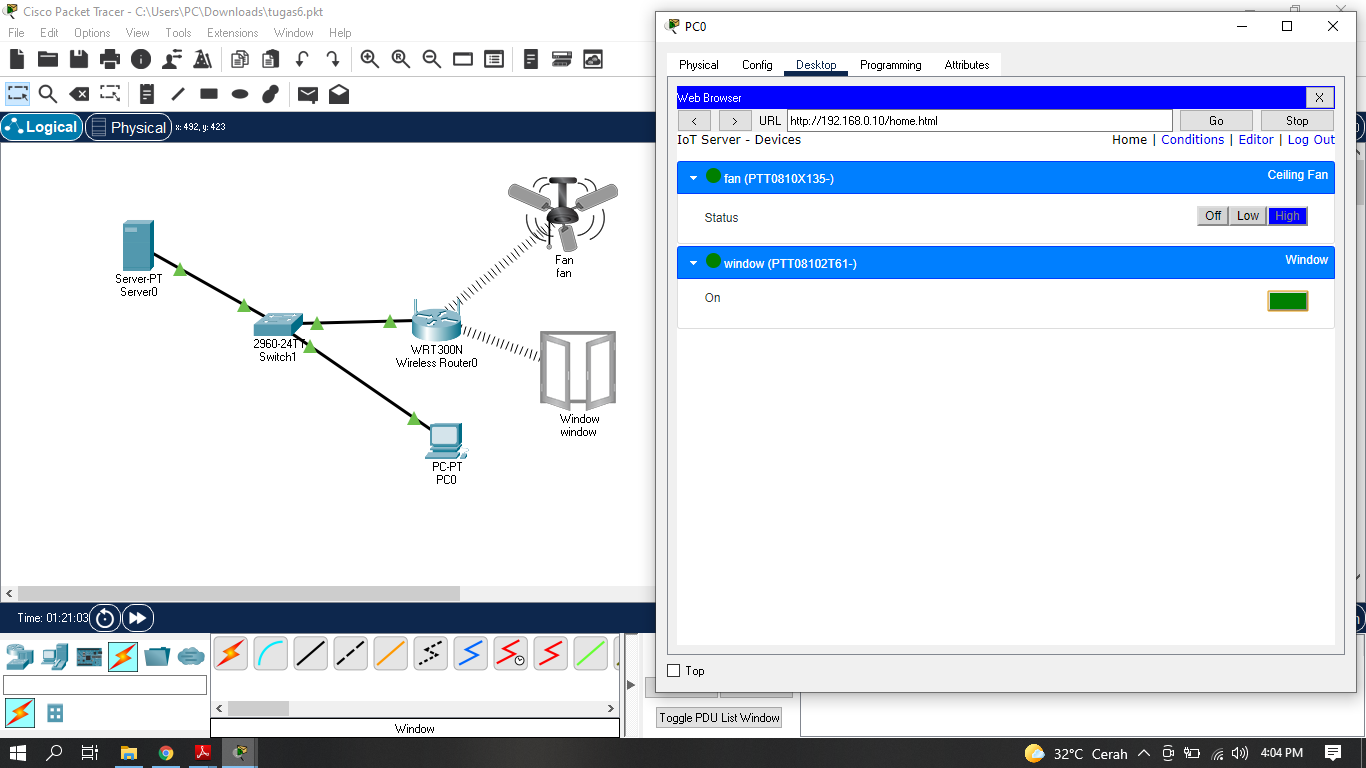 Cisco Packet Tracer - C:\Users\PC\Downloads\tugas6.pkt
File Edit Options View Tools Extensions Window Help
Logical Physical x: 492, y: 423
Server-PT
Server0
2960-24TT
Switch1
WRT300N
Wireless Router0
Fan
fan
Window
window
PC-PT
PC0
Time: 01:21:03
Window
Toggle PDU List Window
PC0
Physical Config Desktop Programming Attributes
Web Browser X
< > URL http://192.168.0.10/home.html Go Stop
IoT Server - Devices Home | Conditions | Editor | Log Out
fan (PTT0810X135-) Ceiling Fan
Status Off Low High
window (PTT08102T61-) Window
On
Top
32°C Cerah 4:04 PM